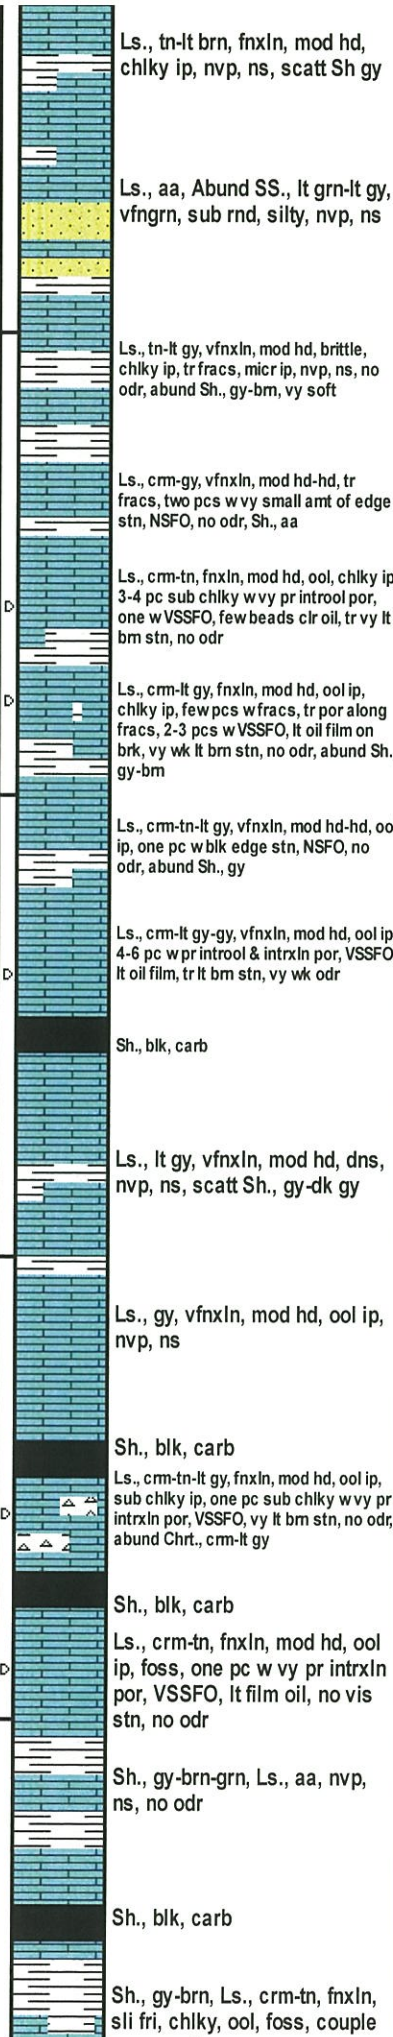 Ls., tn-lt brn, fnxln, mod hd,
chlky ip, nvp, ns, scatt Sh gy
Ls., aa, Abund SS., lt grn-lt gy,
vfngrn, sub rnd, silty, nvp, ns
Ls., tn-lt gy, vfnxln, mod hd, brittle,
chlky ip, tr fracs, micr ip, nvp, ns, no
odr, abund Sh., gy-brn, vy soft
Ls., crm-gy, vfnxln, mod hd-hd, tr
fracs, two pcs w vy small amt of edge
stn, NSFO, no odr, Sh., aa
Ls., crm-tn, fnxln, mod hd, ool, chlky ip
3-4 pc sub chlky w vy pr introol por,
one w VSSFO, few beads clr oil, tr vy lt
brn stn, no odr
Ls., crm-lt gy, fnxln, mod hd, ool ip,
chlky ip, few pcs w fracs, tr por along
fracs, 2-3 pcs w VSSFO, lt oil film on
brk, vy wk lt brn stn, no odr, abund Sh.
gy-brn
Ls., crm-tn-lt gy, vfnxln, mod hd-hd, oo
ip, one pc w blk edge stn, NSFO, no
odr, abund Sh., gy
Ls., crm-lt gy-gy, vfnxln, mod hd, ool ip
4-6 pc w pr introol & intrxln por, VSSFO
lt oil film, tr lt brn stn, vy wk odr
Sh., blk, carb
Ls., lt gy, vfnxln, mod hd, dns,
nvp, ns, scatt Sh., gy-dk gy
Ls., gy, vfnxln, mod hd, ool ip,
nvp, ns
Sh., blk, carb
Ls., crm-tn-lt gy, fnxln, mod hd, ool ip,
sub chlky ip, one pc sub chlky w vy pr
intrxln por, VSSFO, vy lt brn stn, no odr,
abund Chrt., crm-lt gy
Sh., blk, carb
Ls., crm-tn, fnxln, mod hd, ool
ip, foss, one pc w vy pr intrxln
por, VSSFO, lt film oil, no vis
stn, no odr
Sh., gy-brn-grn, Ls., aa, nvp,
ns, no odr
Sh., blk, carb
Sh., gy-brn, Ls., crm-tn, fnxln,
sli fri, chlky, ool, foss, couple